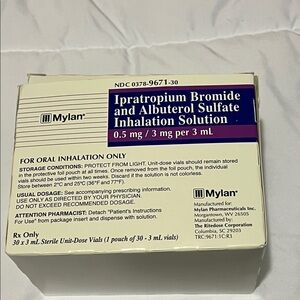 NDC 0378-9671-30
Mylan®
Ipratropium Bromide
and Albuterol Sulfate
Inhalation Solution
0.5 mg / 3 mg per 3 mL
FOR ORAL INHALATION ONLY
STORAGE CONDITIONS: PROTECT FROM LIGHT. Unit-dose vials should remain stored
in the protective foil pouch at all times. Once removed from the foil pouch, the individual
vials should be used within two weeks. Discard if the solution is not colorless.
Store between 2°C and 25°C (36°F and 77°F).
USUAL DOSAGE: See accompanying prescribing information.
USE ONLY AS DIRECTED BY YOUR PHYSICIAN
DO NOT EXCEED RECOMMENDED DOSAGE.
ATTENTION PHARMACIST: Detach "Patient's Instructions
For Use" from package insert and dispense with solution.
Rx Only
30 x 3 mL Sterile Unit-Dose Vials (1 pouch of 30 - 3 mL vials)
Mylan®
Manufactured for:
Mylan Pharmaceuticals Inc.
Morgantown, WV 26505
Manufactured by:
The Ritedose Corporation
Columbia, SC 29203
TRC:9671-1C:R3